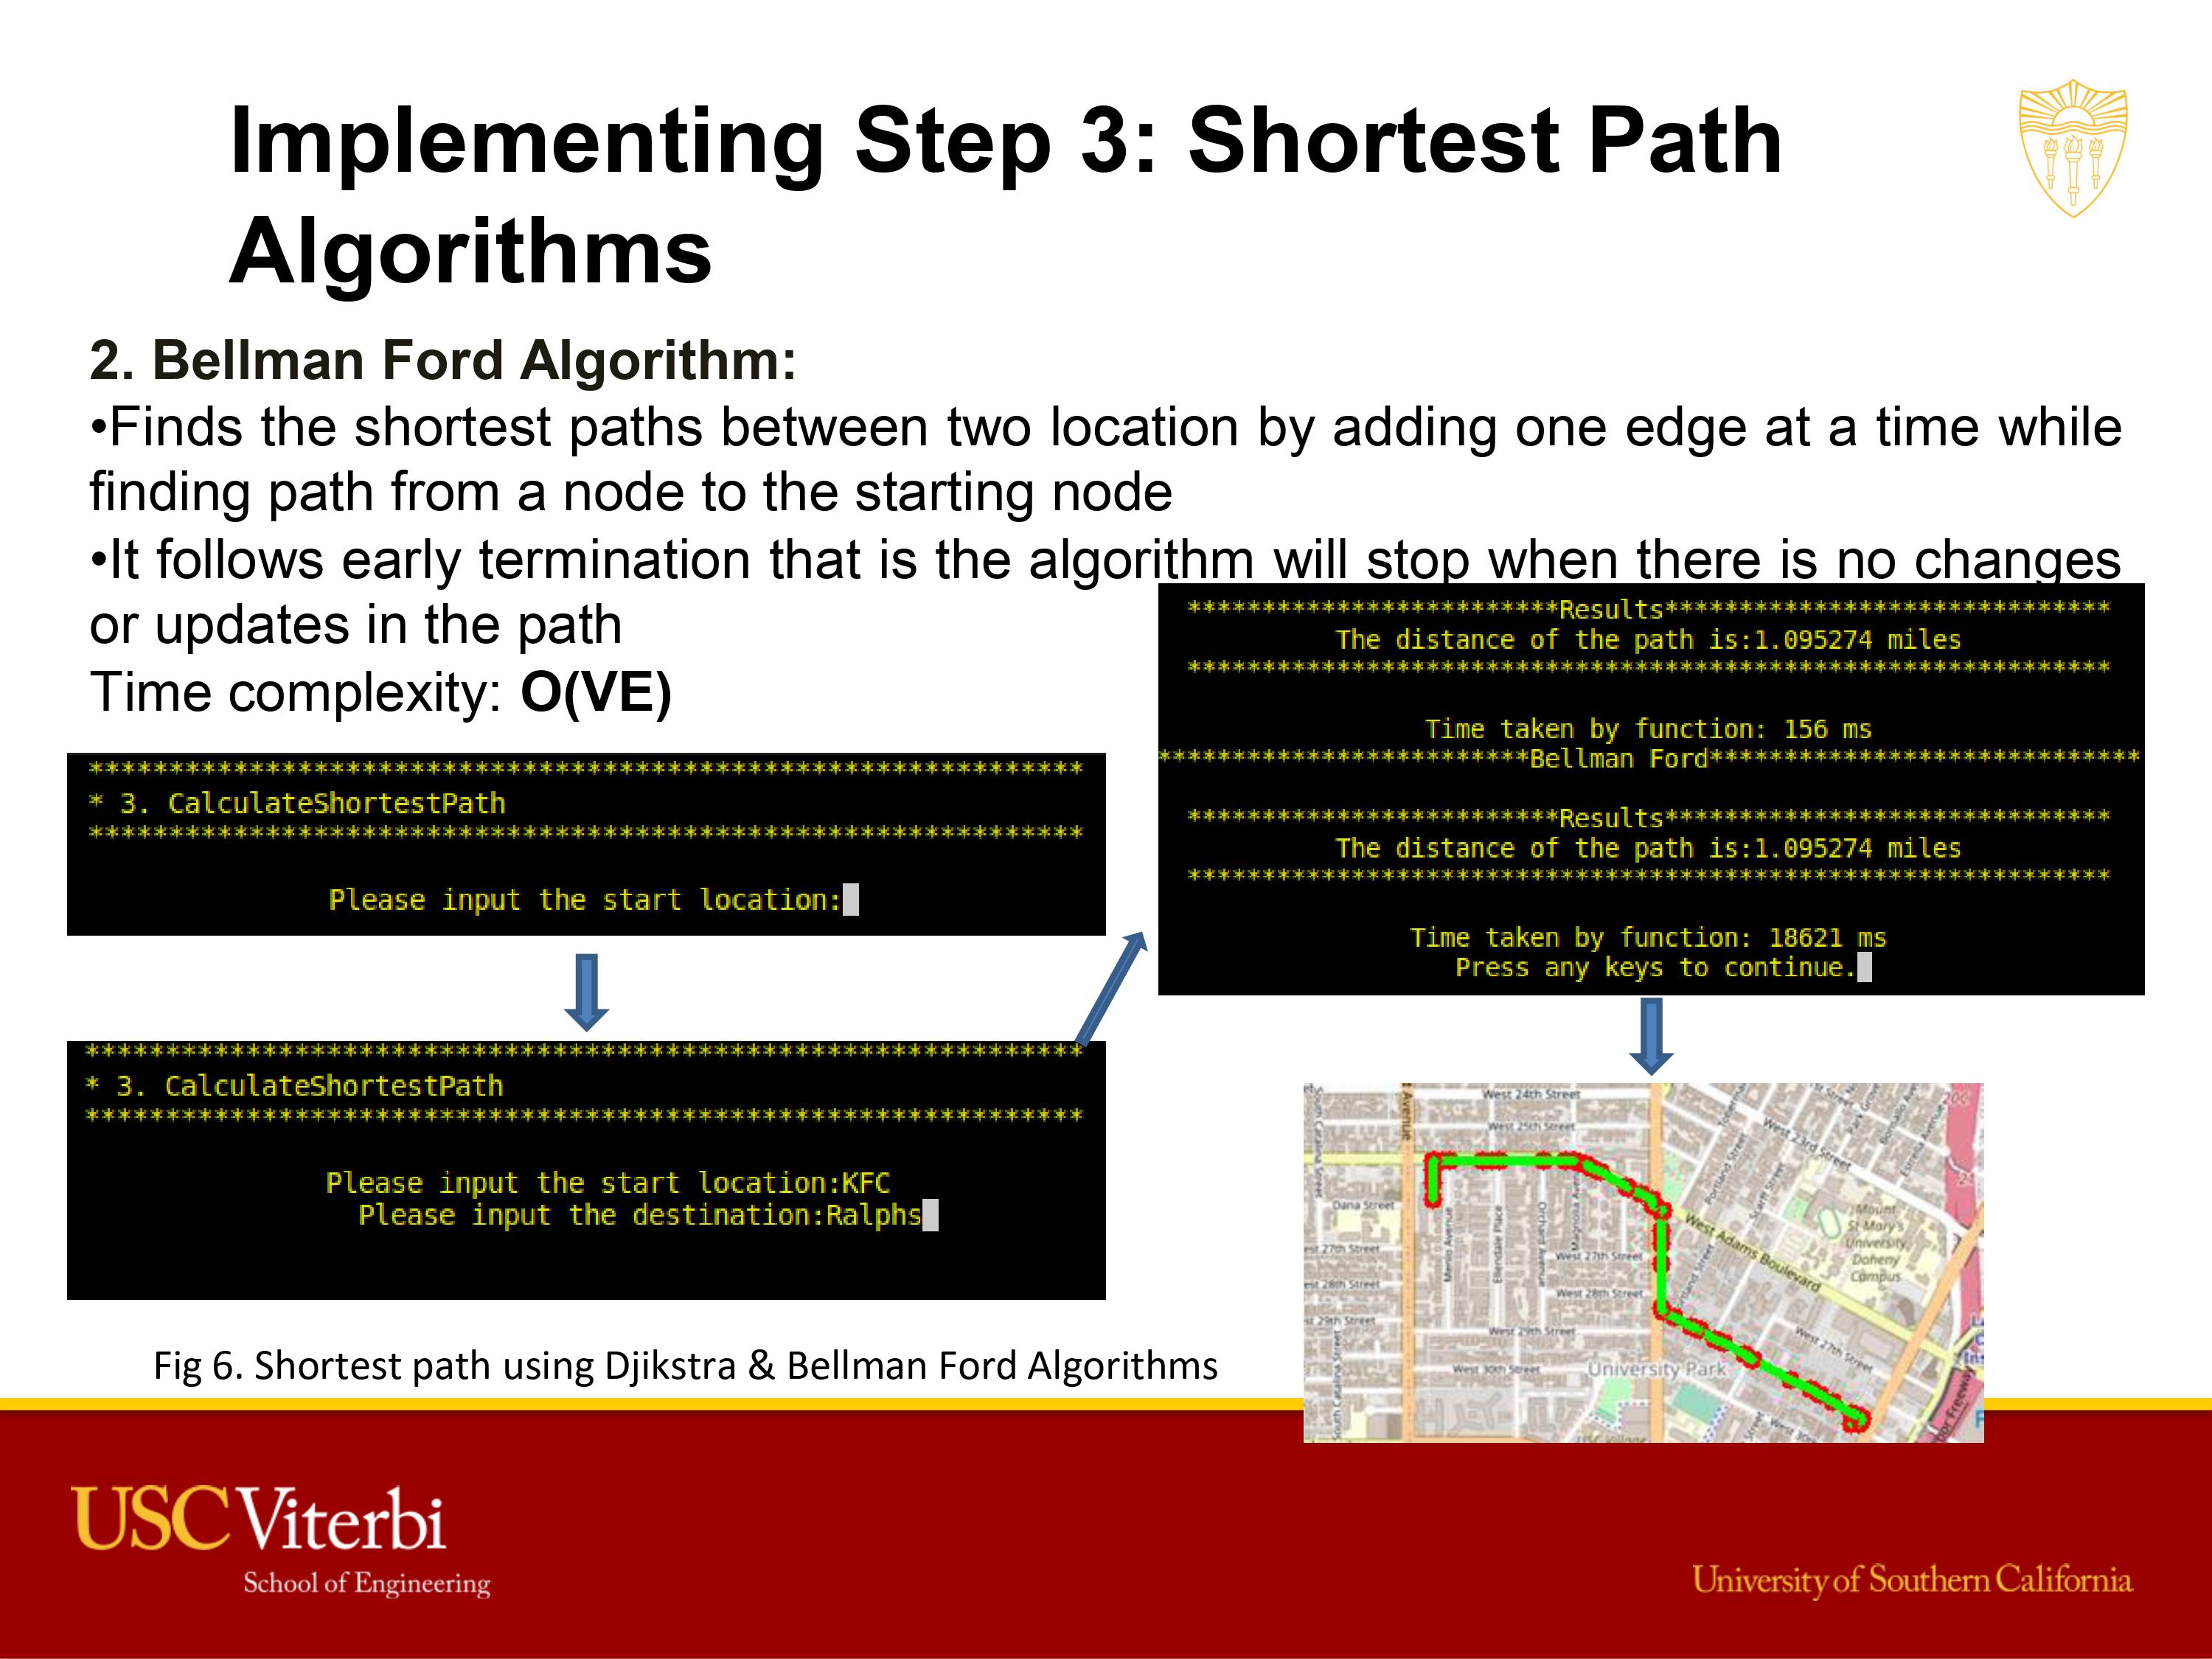 Implementing Step 3: Shortest Path
Algorithms
2. Bellman Ford Algorithm:
•Finds the shortest paths between two location by adding one edge at a time while
finding path from a node to the starting node
•It follows early termination that is the algorithm will stop when there is no changes
or updates in the path
Time complexity: O(VE)
**************************************************************
* 3. CalculateShortestPath
**************************************************************
Please input the start location:
**************************************************************
* 3. CalculateShortestPath
**************************************************************
Please input the start location:KFC
Please input the destination:Ralphs
*************************Results******************************
The distance of the path is:1.095274 miles
**************************************************************
Time taken by function: 156 ms
*************************Bellman Ford*****************************
*************************Results******************************
The distance of the path is:1.095274 miles
**************************************************************
Time taken by function: 18621 ms
Press any keys to continue.
Avenue
West 24th Street
West 25th Street
West 23rd Street
Dana Street
Menlo Avenue
Ellendale Place
Orchard Avenue
Magnolia Avenue
Portland Street
Scarff Street
Mount
St Mary's
University
Doheny
Campus
West Adams Boulevard
West 27th Street
West 28th Street
West 29th Street
West 27th Street
West 30th Street
University Park
Fig 6. Shortest path using Djikstra & Bellman Ford Algorithms
USC Viterbi
School of Engineering
University of Southern California